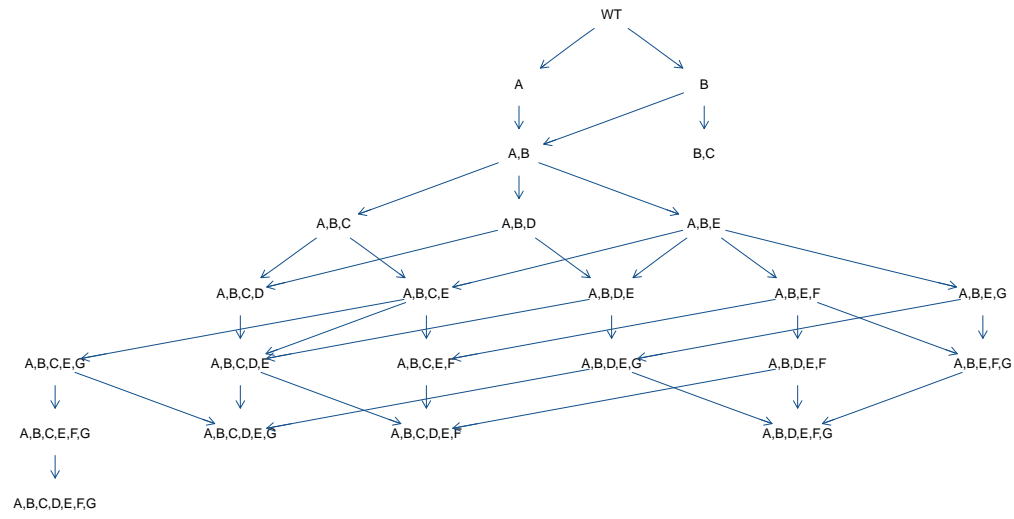 WT
A
B
A,B
B,C
A,B,C
A,B,D
A,B,E
A,B,C,D
A,B,C,E
A,B,D,E
A,B,E,F
A,B,E,G
A,B,C,E,G
A,B,C,D,E
A,B,C,E,F
A,B,D,E,G
A,B,D,E,F
A,B,E,F,G
A,B,C,E,F,G
A,B,C,D,E,G
A,B,C,D,E,F
A,B,D,E,F,G
A,B,C,D,E,F,G